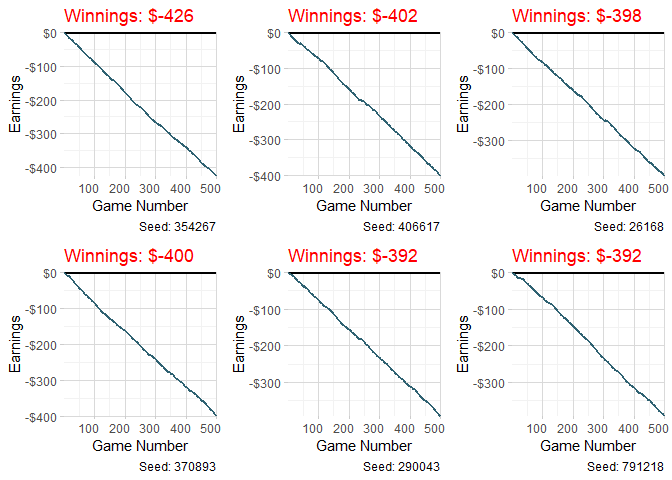 Winnings: $-426
Earnings
$0
-$100
-$200
-$300
-$400
100 200 300 400 500
Game Number
Seed: 354267
Winnings: $-402
Earnings
$0
-$100
-$200
-$300
-$400
100 200 300 400 500
Game Number
Seed: 406617
Winnings: $-398
Earnings
$0
-$100
-$200
-$300
100 200 300 400 500
Game Number
Seed: 26168
Winnings: $-400
Earnings
$0
-$100
-$200
-$300
-$400
100 200 300 400 500
Game Number
Seed: 370893
Winnings: $-392
Earnings
$0
-$100
-$200
-$300
100 200 300 400 500
Game Number
Seed: 290043
Winnings: $-392
Earnings
$0
-$100
-$200
-$300
100 200 300 400 500
Game Number
Seed: 791218